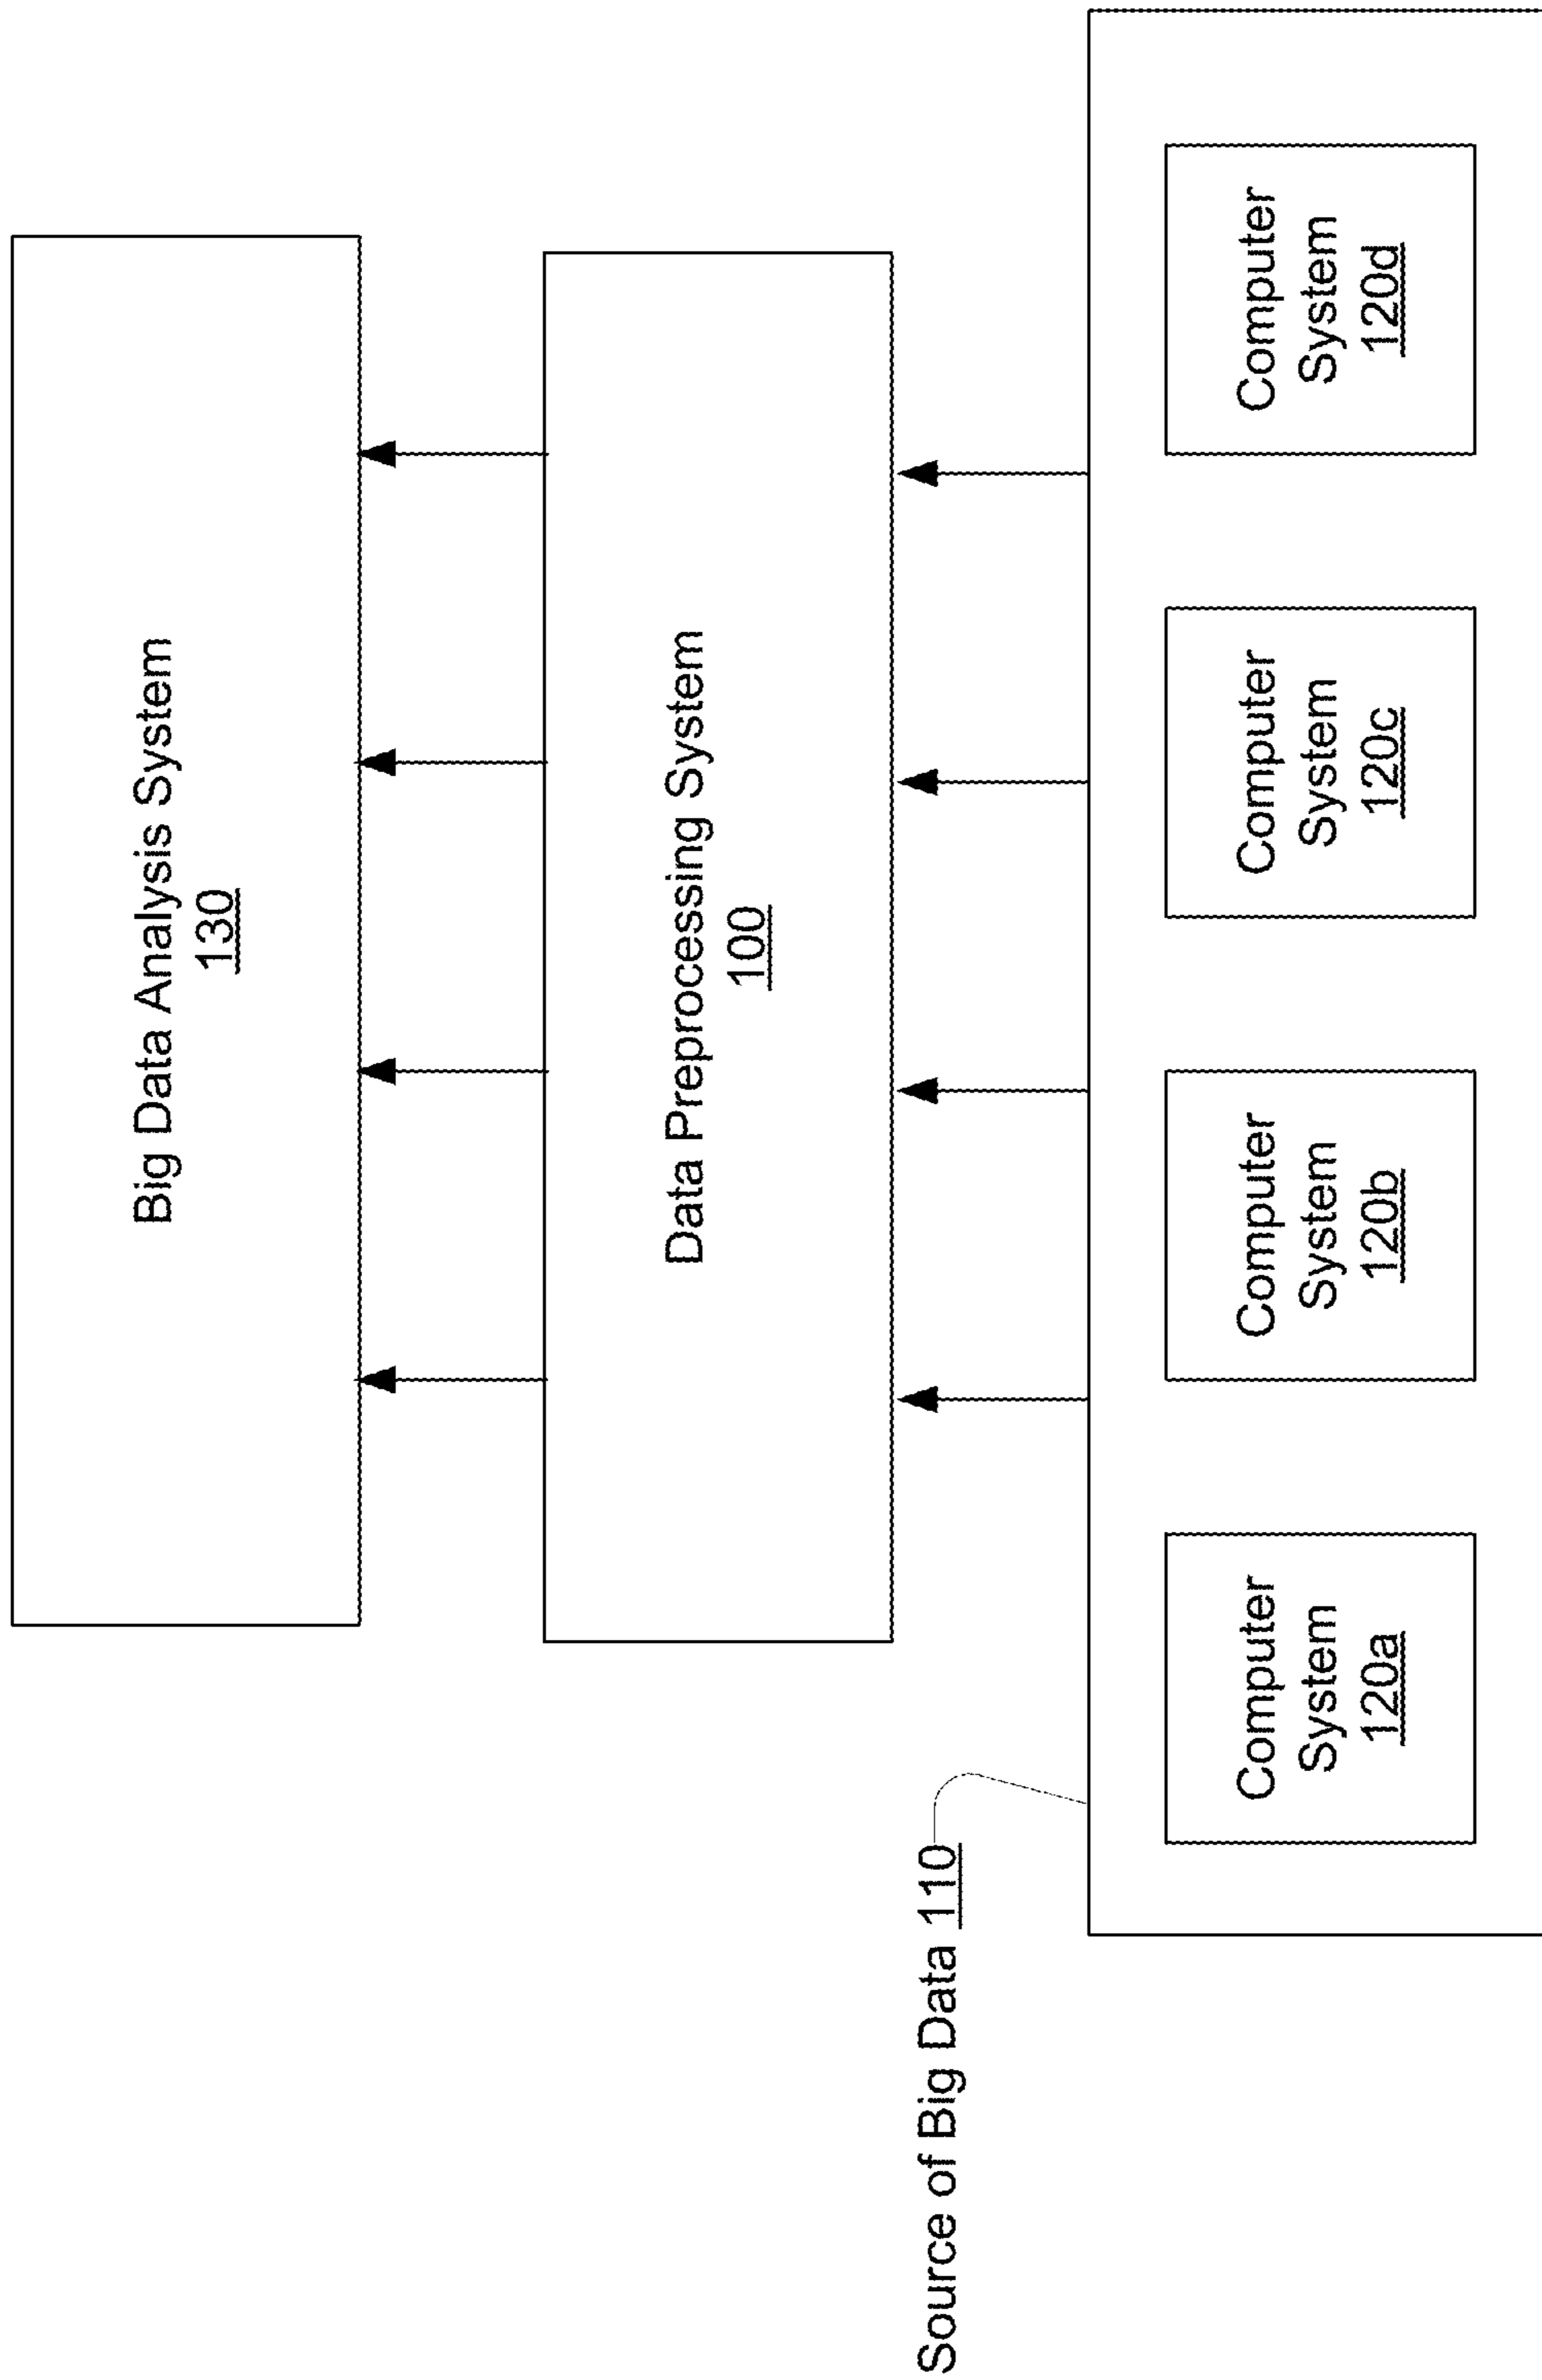 Big Data Analysis System
130
Data Preprocessing System
100
Source of Big Data 110
Computer
System
120a
Computer
System
120b
Computer
System
120c
Computer
System
120d